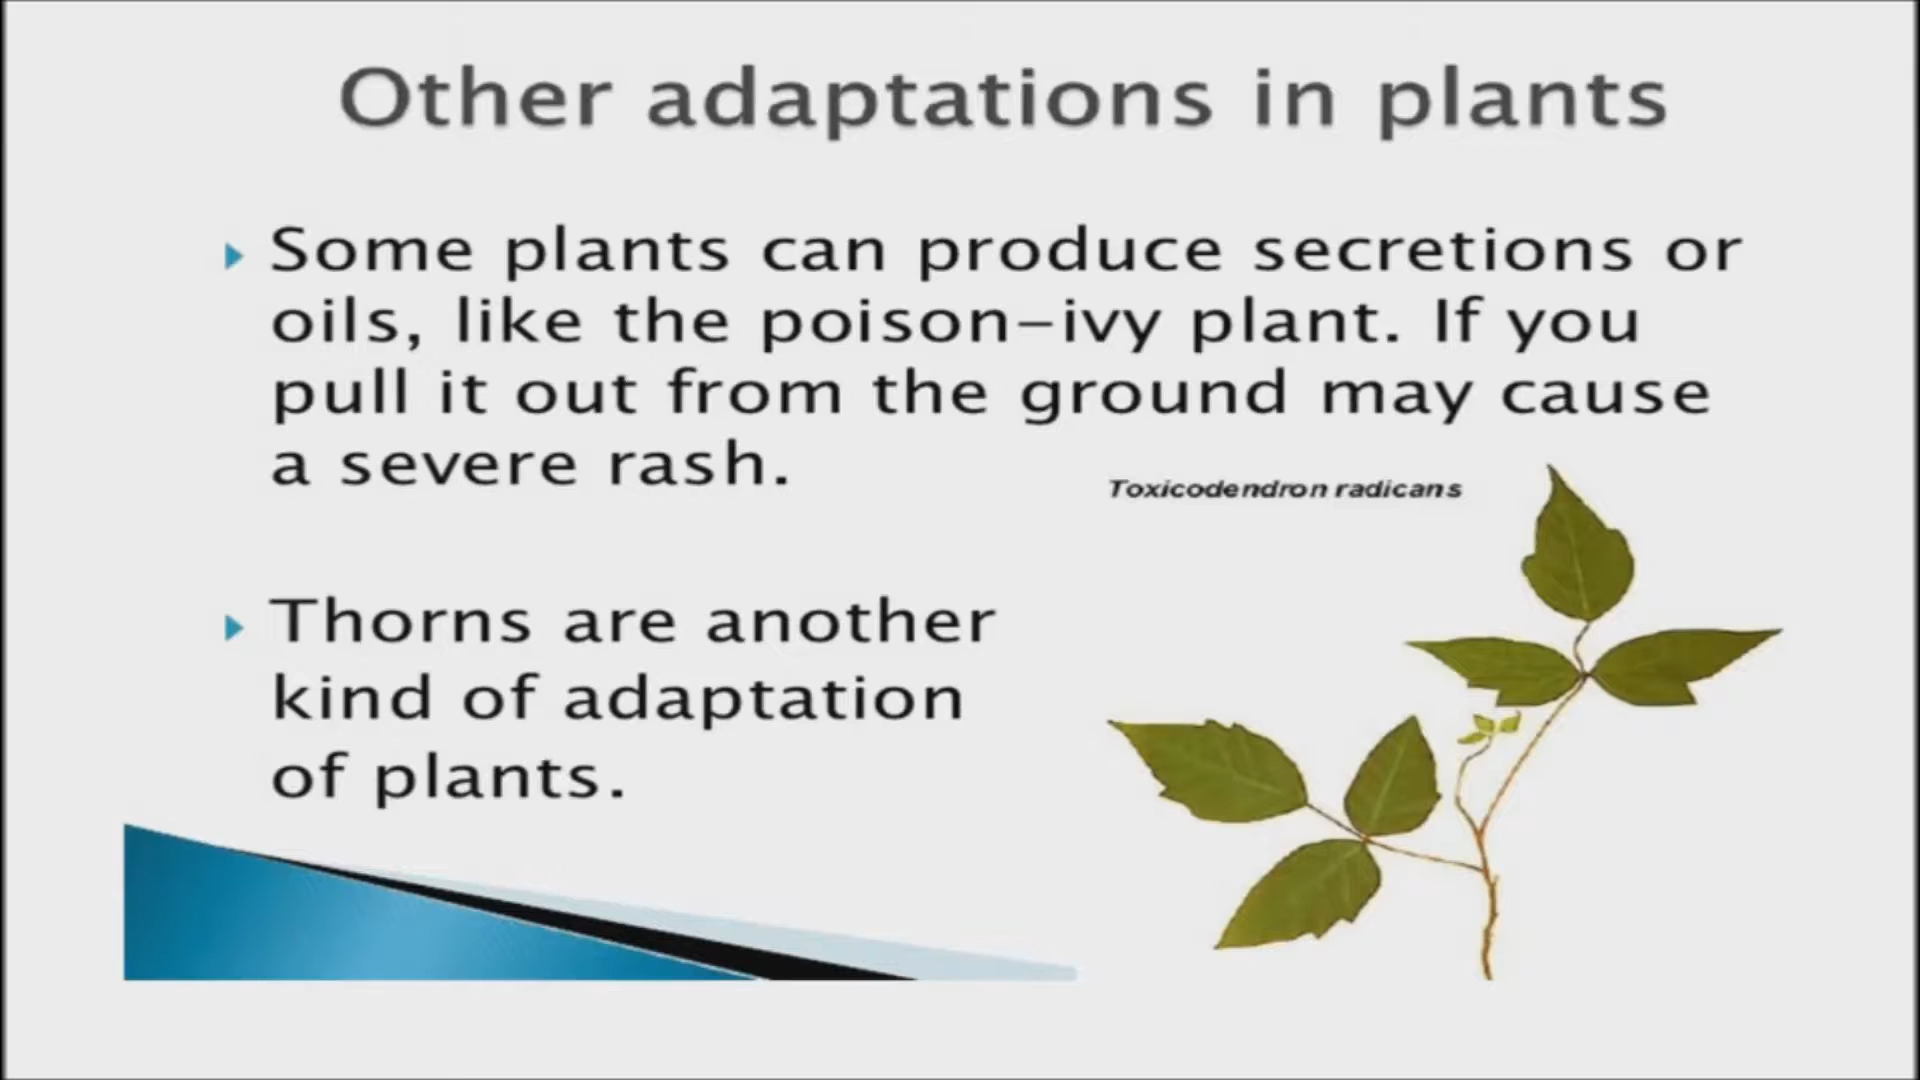 Other adaptations in plants
Some plants can produce secretions or
oils, like the poison-ivy plant. If you
pull it out from the ground may cause
a severe rash.
Toxicodendron radicans
Thorns are another
kind of adaptation
of plants.